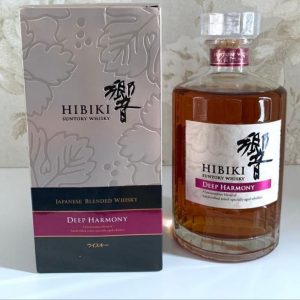 響
HIBIKI
SUNTORY WHISKY
JAPANESE BLENDED WHISKY
DEEP HARMONY
ウイスキー
響
HIBIKI
SUNTORY WHISKY
DEEP HARMONY